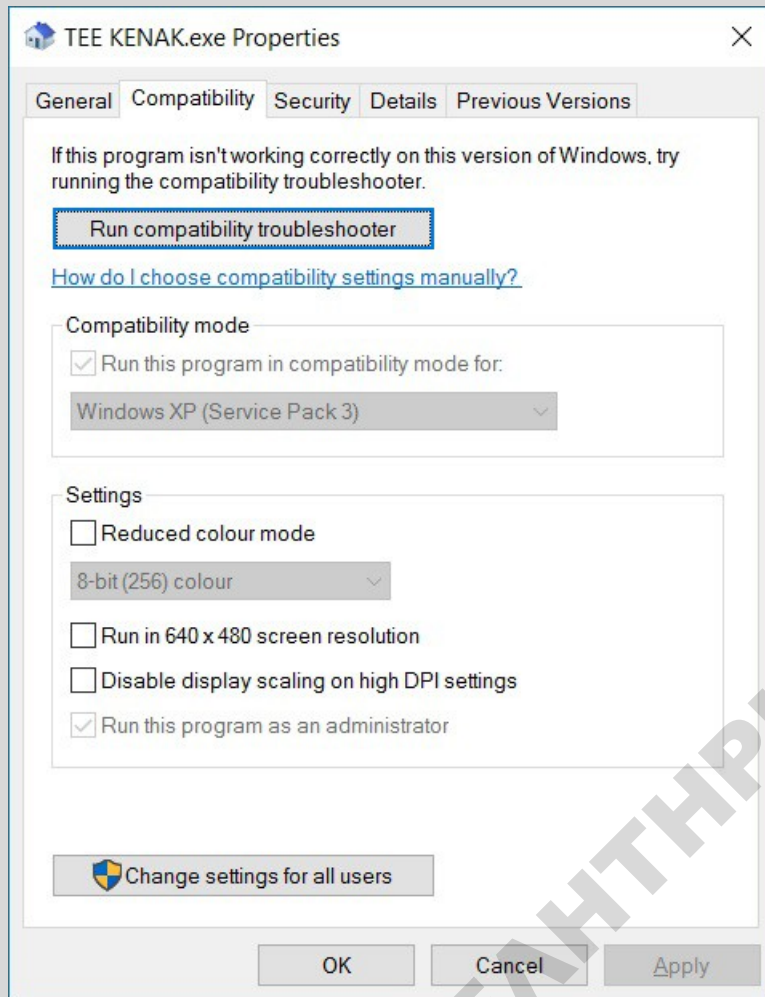 TEE KENAK.exe Properties
General Compatibility Security Details Previous Versions
If this program isn't working correctly on this version of Windows, try
running the compatibility troubleshooter.
Run compatibility troubleshooter
How do I choose compatibility settings manually?
Compatibility mode
Run this program in compatibility mode for:
Windows XP (Service Pack 3)
Settings
Reduced colour mode
8-bit (256) colour
Run in 640 x 480 screen resolution
Disable display scaling on high DPI settings
Run this program as an administrator
Change settings for all users
OK Cancel Apply